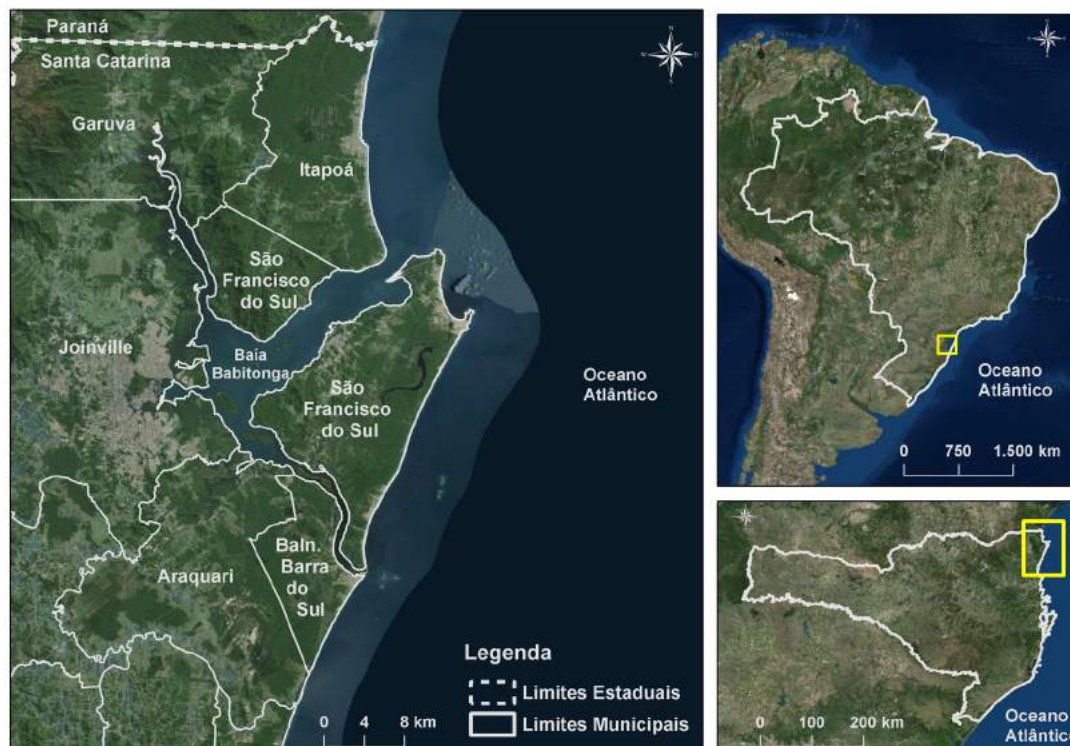 Paraná
Santa Catarina
Garuva
Itapoá
São
Francisco
do Sul
Joinville
Baía
Babitonga
São
Francisco
do Sul
Oceano
Atlântico
Araquari
Baln.
Barra
do
Sul
Legenda
Limites Estaduais
Limites Municipais
0 4 8 km
Oceano
Atlântico
0 750 1.500 km
0 100 200 km
Oceano
Atlântico